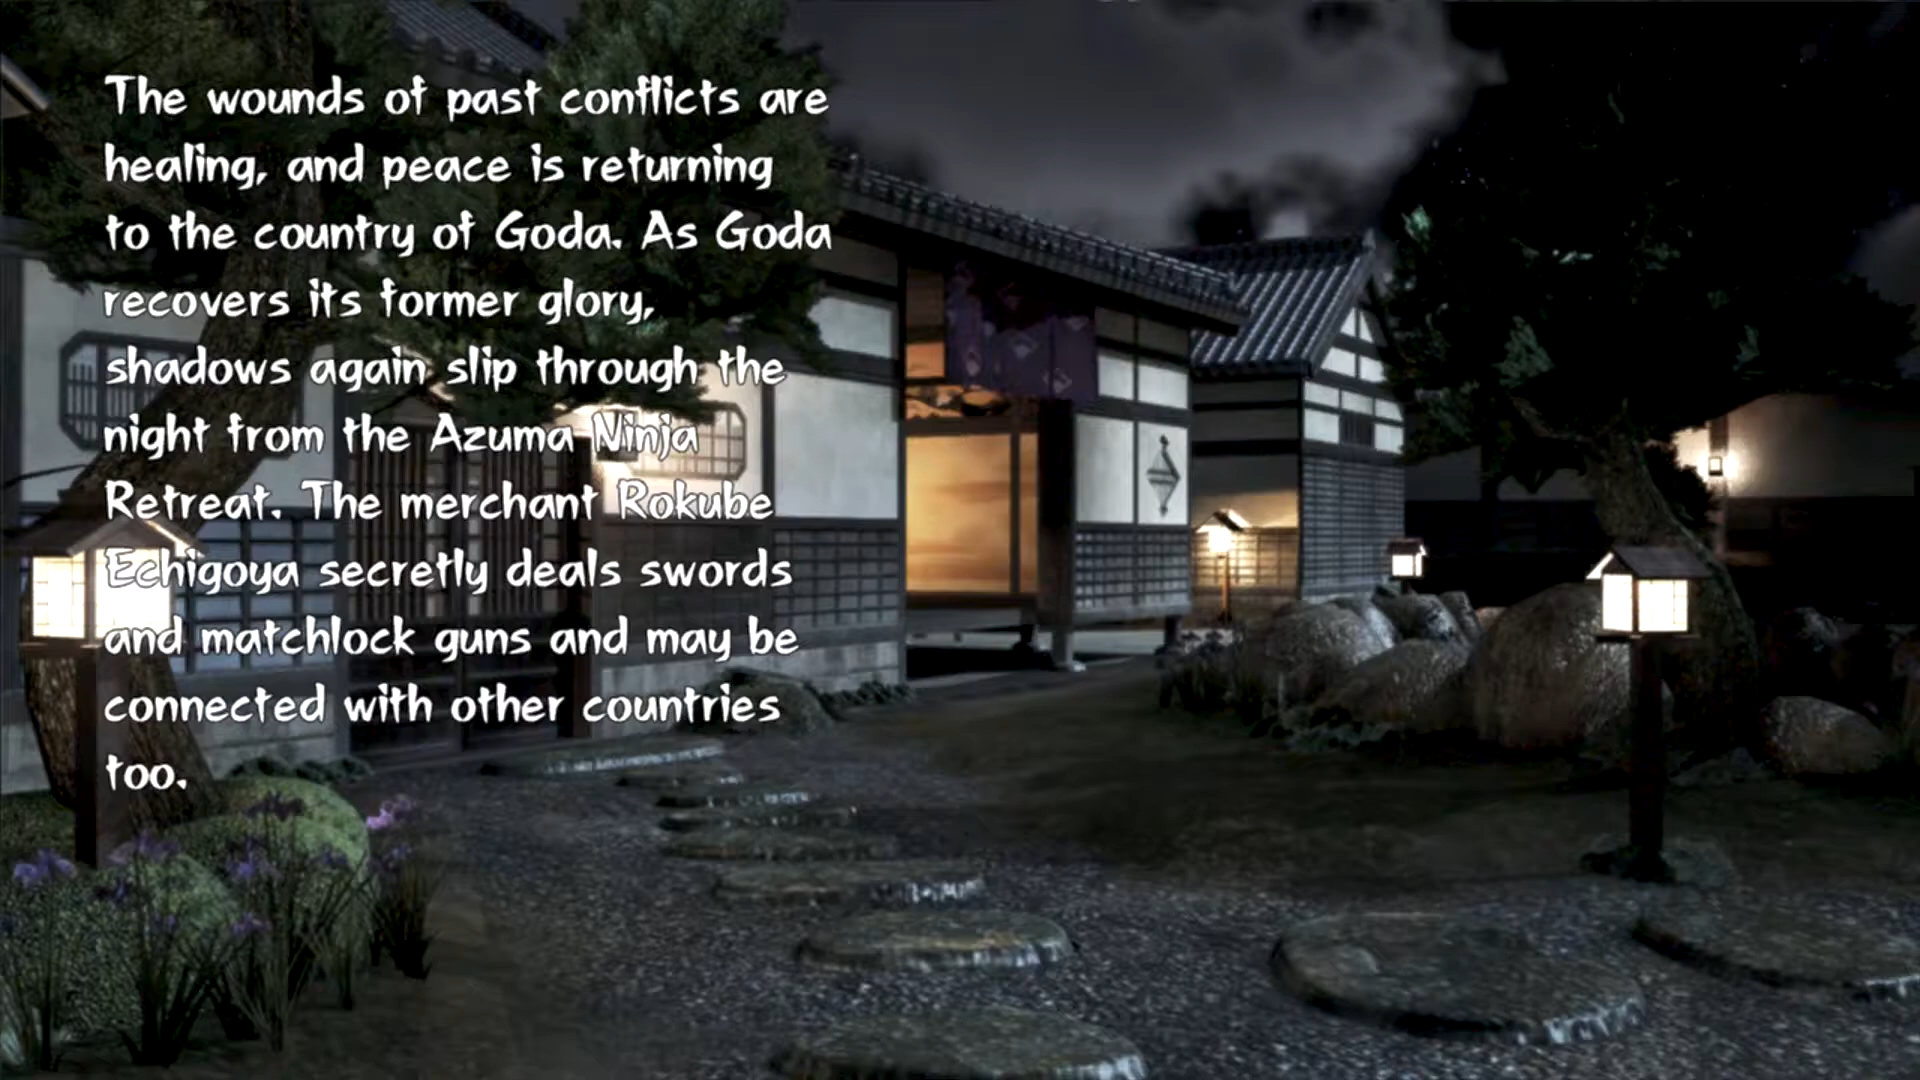 The wounds of past conflicts are
healing, and peace is returning
to the country of Goda. As Goda
recovers its former glory,
shadows again slip through the
night from the Azuma Ninja
Retreat. The merchant Rokube
Echigoya secretly deals swords
and matchlock guns and may be
connected with other countries
too.